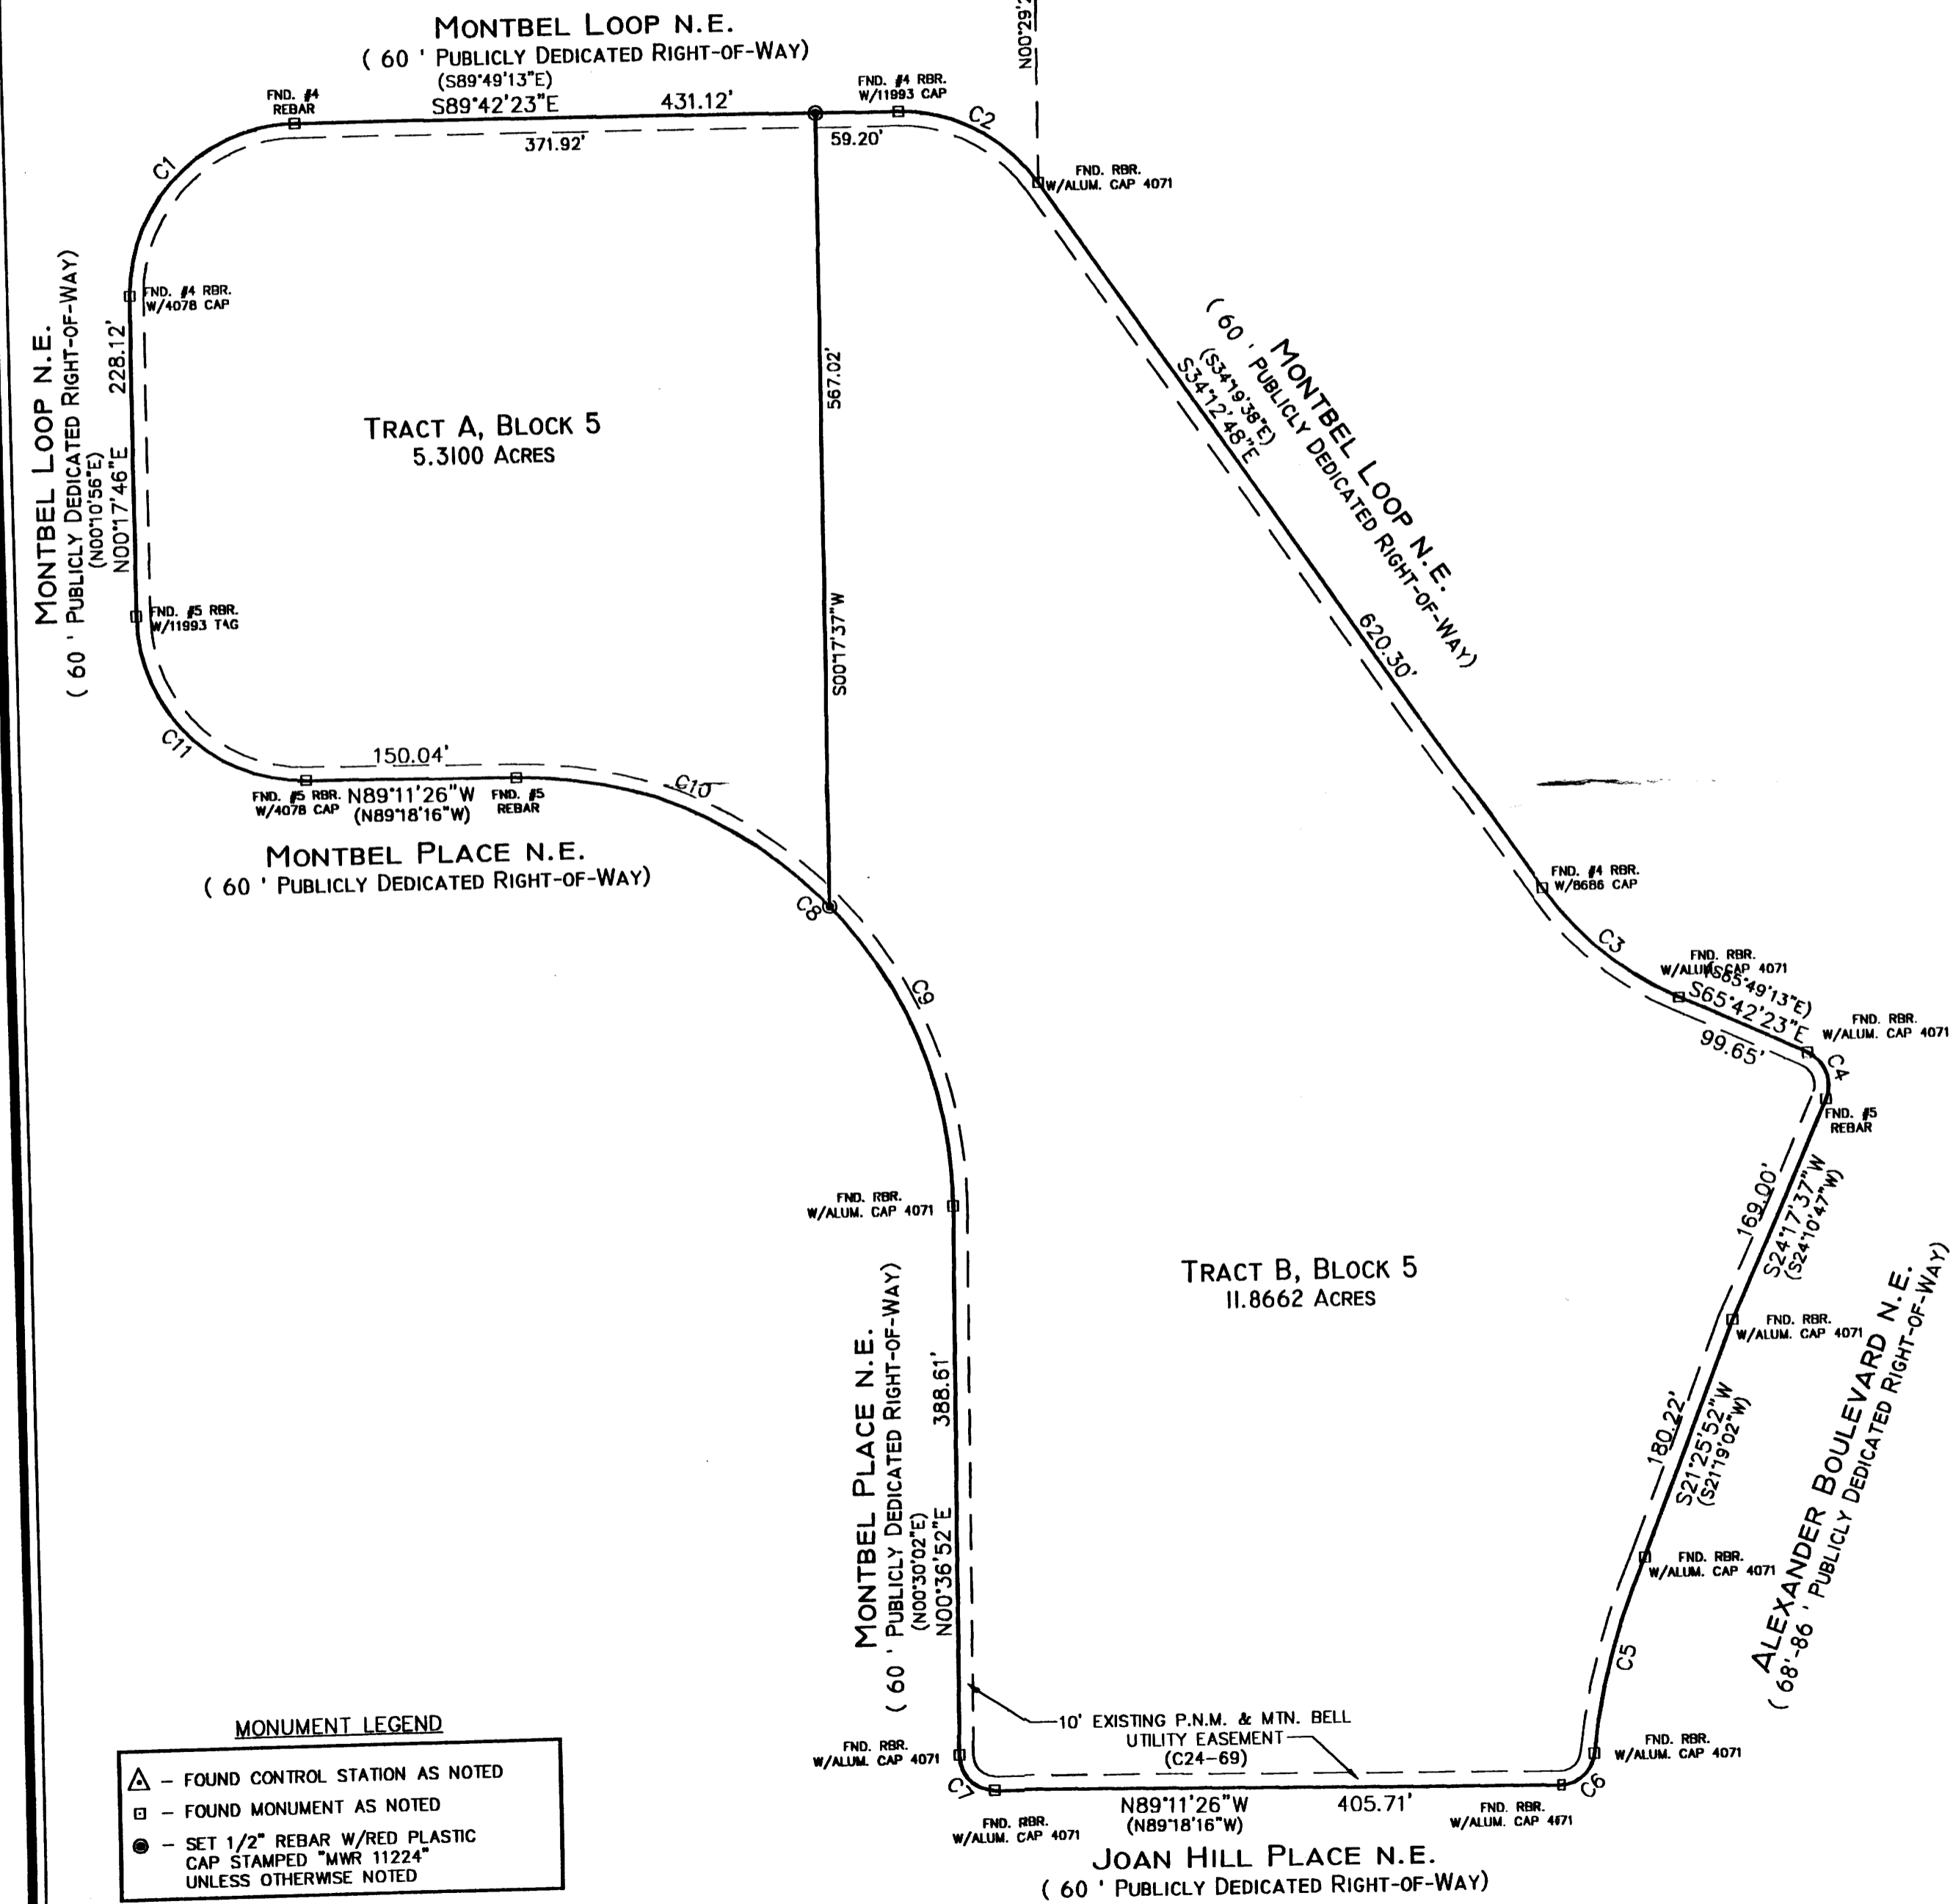 MONTBEL LOOP N.E.
( 60 ' PUBLICLY DEDICATED RIGHT-OF-WAY)
(S89°49'13"E)
S89°42'23"E 431.12'
FND. #4
REBAR
FND. #4 RBR.
W/11993 CAP
371.92'
59.20'
C1
C2
FND. RBR.
W/ALUM. CAP 4071
FND. #4 RBR.
W/4078 CAP
MONTBEL LOOP N.E.
( 60 ' PUBLICLY DEDICATED RIGHT-OF-WAY)
(N00°10'56"E)
N00°17'46"E 228.12'
TRACT A, BLOCK 5
5.3100 ACRES
567.02'
S00°17'37"W
MONTBEL LOOP N.E.
( 60 ' PUBLICLY DEDICATED RIGHT-OF-WAY)
(S34°19'38"E)
S34°12'48"E
620.30'
FND. #5 RBR.
W/11993 TAG
C11
150.04'
FND. #5 RBR.
W/4078 CAP
N89°11'26"W
(N89°18'16"W)
FND. #5
REBAR
C10
MONTBEL PLACE N.E.
( 60 ' PUBLICLY DEDICATED RIGHT-OF-WAY)
C8
C9
FND. #4 RBR.
W/8686 CAP
C3
FND. RBR.
W/ALUM. CAP 4071
(S65°49'13"E)
S65°42'23"E
99.65'
FND. RBR.
W/ALUM. CAP 4071
C4
FND. #5
REBAR
169.00'
S24°17'37"W
(S24°10'47"W)
FND. RBR.
W/ALUM. CAP 4071
FND. RBR.
W/ALUM. CAP 4071
TRACT B, BLOCK 5
11.8662 ACRES
MONTBEL PLACE N.E.
( 60 ' PUBLICLY DEDICATED RIGHT-OF-WAY)
(N00°30'02"E)
N00°36'52"E 388.61'
180.22'
S21°25'52"W
(S21°19'02"W)
ALEXANDER BOULEVARD N.E.
( 68'-86 ' PUBLICLY DEDICATED RIGHT-OF-WAY)
FND. RBR.
W/ALUM. CAP 4071
C5
10' EXISTING P.N.M. & MTN. BELL
UTILITY EASEMENT
(C24-69)
FND. RBR.
W/ALUM. CAP 4071
FND. RBR.
W/ALUM. CAP 4071
C7
C6
FND. RBR.
W/ALUM. CAP 4071
N89°11'26"W 405.71'
(N89°18'16"W)
FND. RBR.
W/ALUM. CAP 4071
JOAN HILL PLACE N.E.
( 60 ' PUBLICLY DEDICATED RIGHT-OF-WAY)
MONUMENT LEGEND
– FOUND CONTROL STATION AS NOTED
– FOUND MONUMENT AS NOTED
– SET 1/2" REBAR W/RED PLASTIC
CAP STAMPED "MWR 11224"
UNLESS OTHERWISE NOTED